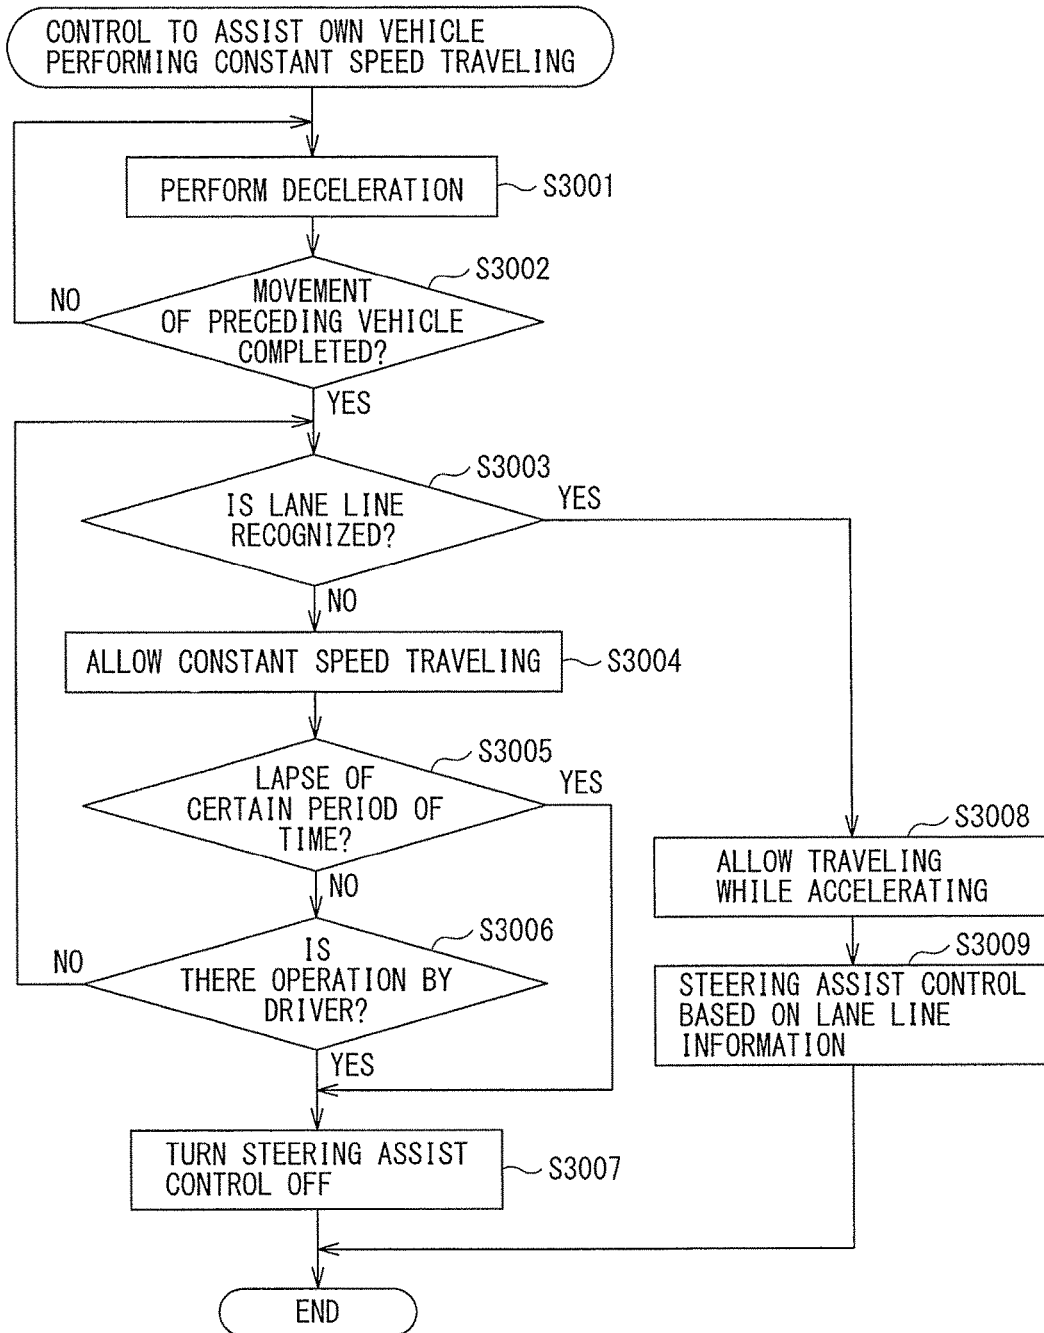 CONTROL TO ASSIST OWN VEHICLE
PERFORMING CONSTANT SPEED TRAVELING
PERFORM DECELERATION
S3001
S3002
MOVEMENT
OF PRECEDING VEHICLE
COMPLETED?
NO
YES
S3003
IS LANE LINE
RECOGNIZED?
YES
NO
ALLOW CONSTANT SPEED TRAVELING
S3004
S3005
LAPSE OF
CERTAIN PERIOD OF
TIME?
YES
NO
S3006
IS
THERE OPERATION BY
DRIVER?
NO
YES
S3008
ALLOW TRAVELING
WHILE ACCELERATING
S3009
STEERING ASSIST CONTROL
BASED ON LANE LINE
INFORMATION
TURN STEERING ASSIST
CONTROL OFF
S3007
END